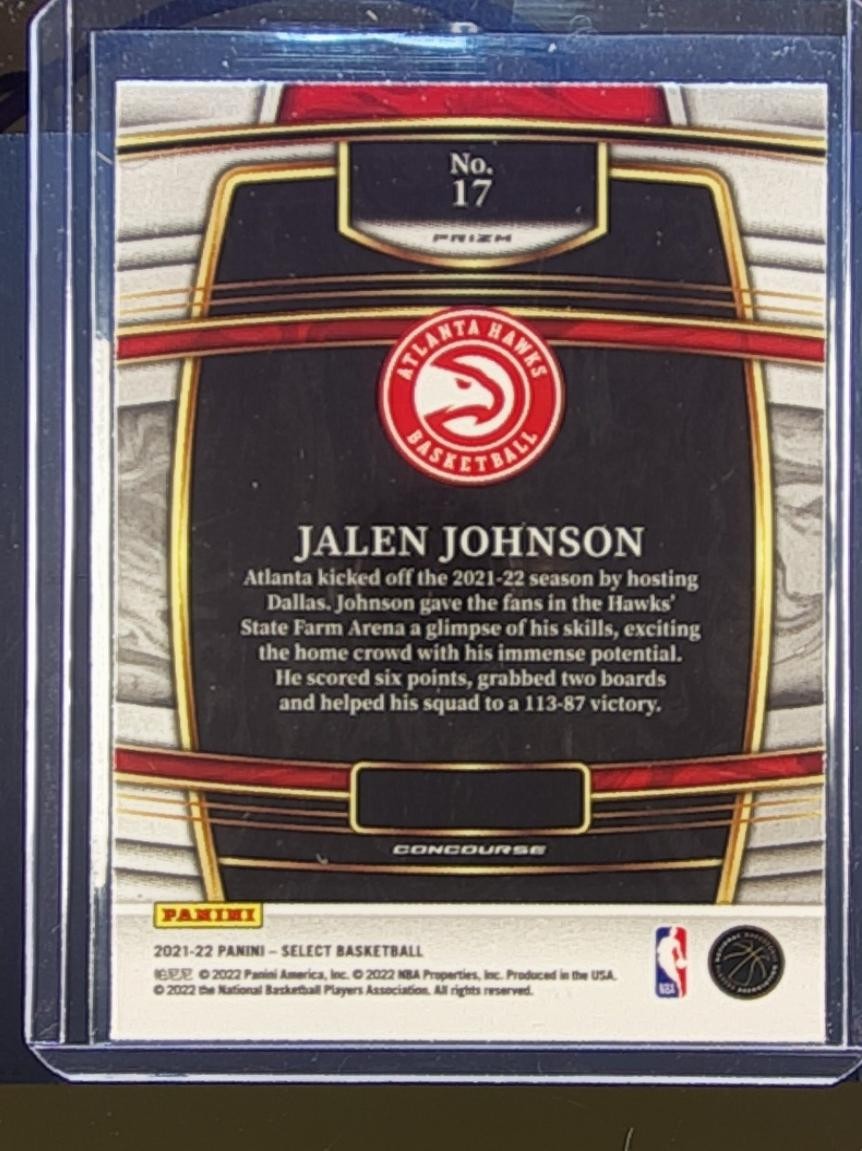 No.
17
PRIZM
ATLANTA HAWKS
BASKETBALL
JALEN JOHNSON
Atlanta kicked off the 2021-22 season by hosting
Dallas. Johnson gave the fans in the Hawks'
State Farm Arena a glimpse of his skills, exciting
the home crowd with his immense potential.
He scored six points, grabbed two boards
and helped his squad to a 113-87 victory.
CONCOURSE
PANINI
2021-22 PANINI – SELECT BASKETBALL
帕尼尼 © 2022 Panini America, Inc. © 2022 NBA Properties, Inc. Produced in the USA.
© 2022 the National Basketball Players Association. All rights reserved.
NBA